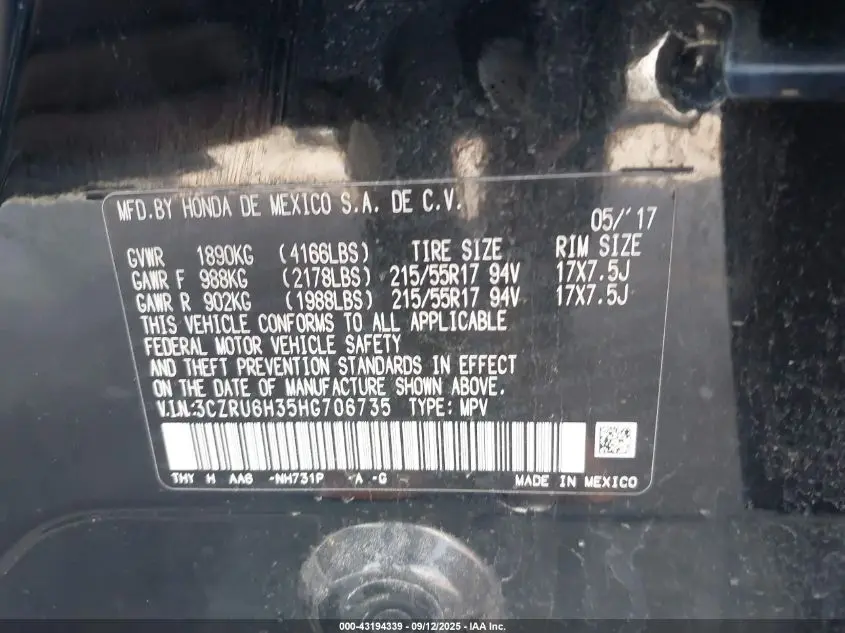 MFD.BY HONDA DE MEXICO S.A. DE C.V.
05/'17
GVWR 1890KG (4166LBS) TIRE SIZE RIM SIZE
GAWR F 988KG (2178LBS) 215/55R17 94V 17X7.5J
GAWR R 902KG (1988LBS) 215/55R17 94V 17X7.5J
THIS VEHICLE CONFORMS TO ALL APPLICABLE
FEDERAL MOTOR VEHICLE SAFETY
AND THEFT PREVENTION STANDARDS IN EFFECT
ON THE DATE OF MANUFACTURE SHOWN ABOVE.
V.I.N.:3CZRU6H35HG706735 TYPE: MPV
THY H AA6 -NH731P -A -G MADE IN MEXICO
000-43194339 - 09/12/2025 - IAA Inc.